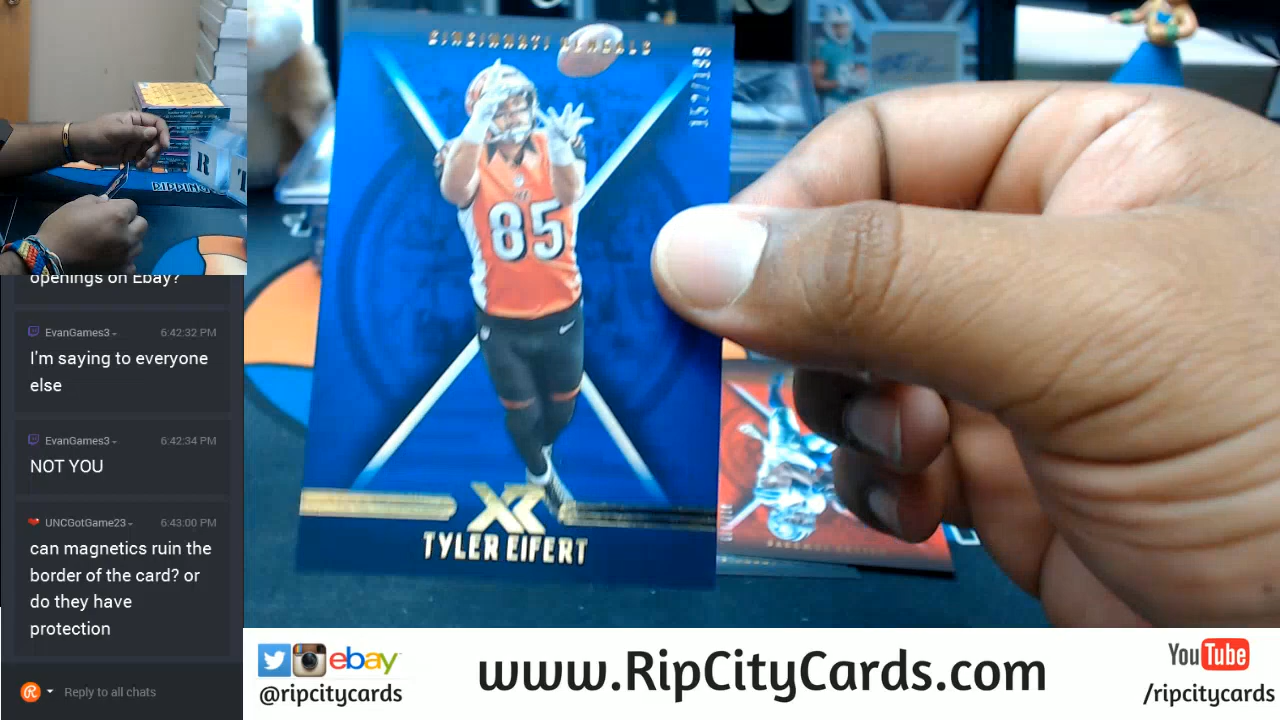 RIPPING
R
T
openings on Ebay?
EvanGames3
6:42:32 PM
I'm saying to everyone
else
EvanGames3
6:42:34 PM
NOT YOU
UNCGotGame23
6:43:00 PM
can magnetics ruin the
border of the card? or
do they have
protection
Reply to all chats
CINCINNATI BENGALS
152/199
85
XR
TYLER EIFERT
ebay
@ripcitycards
www.RipCityCards.com
YouTube
/ripcitycards